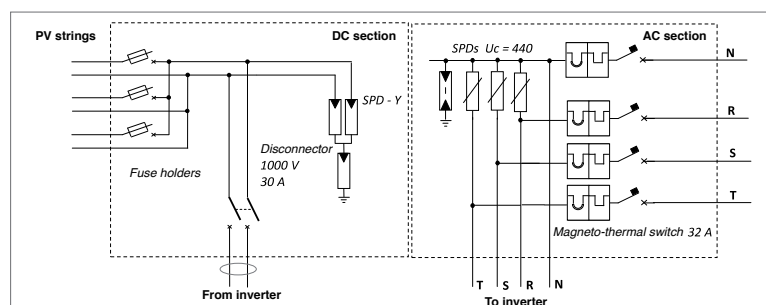 PV strings
DC section
SPD - Y
Disconnector
1000 V
30 A
Fuse holders
From inverter
AC section
SPDs Uc = 440
N
R
S
T
Magneto-thermal switch 32 A
T S R N
To inverter